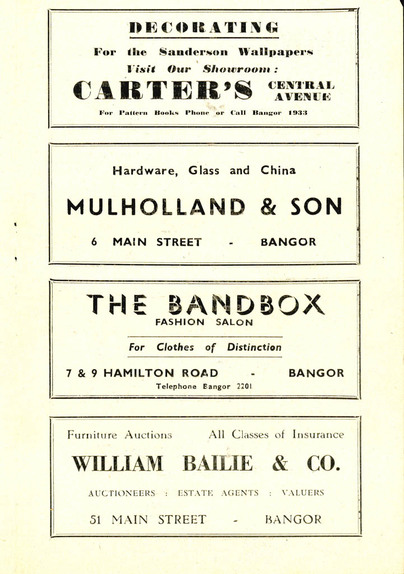 DECORATING
For the Sanderson Wallpapers
Visit Our Showroom:
CARTER'S CENTRAL AVENUE
For Pattern Books Phone or Call Bangor 1933
Hardware, Glass and China
MULHOLLAND & SON
6 MAIN STREET - BANGOR
THE BANDBOX
FASHION SALON
For Clothes of Distinction
7 & 9 HAMILTON ROAD - BANGOR
Telephone Bangor 2201
Furniture Auctions All Classes of Insurance
WILLIAM BAILIE & CO.
AUCTIONEERS : ESTATE AGENTS : VALUERS
51 MAIN STREET - BANGOR